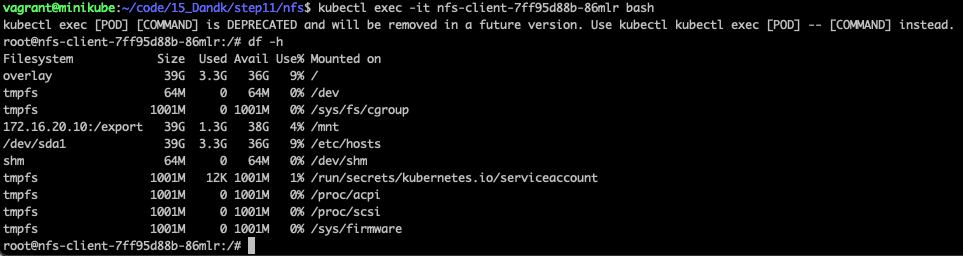 vagrant@minikube:~/code/15_Dandk/step11/nfs$ kubectl exec -it nfs-client-7ff95d88b-86mlr bash
kubectl exec [POD] [COMMAND] is DEPRECATED and will be removed in a future version. Use kubectl kubectl exec [POD] -- [COMMAND] instead.
root@nfs-client-7ff95d88b-86mlr:/# df -h
Filesystem            Size  Used Avail Use% Mounted on
overlay                39G  3.3G   36G   9% /
tmpfs                  64M     0   64M   0% /dev
tmpfs                1001M     0 1001M   0% /sys/fs/cgroup
172.16.20.10:/export   39G  1.3G   38G   4% /mnt
/dev/sda1              39G  3.3G   36G   9% /etc/hosts
shm                    64M     0   64M   0% /dev/shm
tmpfs                1001M   12K 1001M   1% /run/secrets/kubernetes.io/serviceaccount
tmpfs                1001M     0 1001M   0% /proc/acpi
tmpfs                1001M     0 1001M   0% /proc/scsi
tmpfs                1001M     0 1001M   0% /sys/firmware
root@nfs-client-7ff95d88b-86mlr:/#